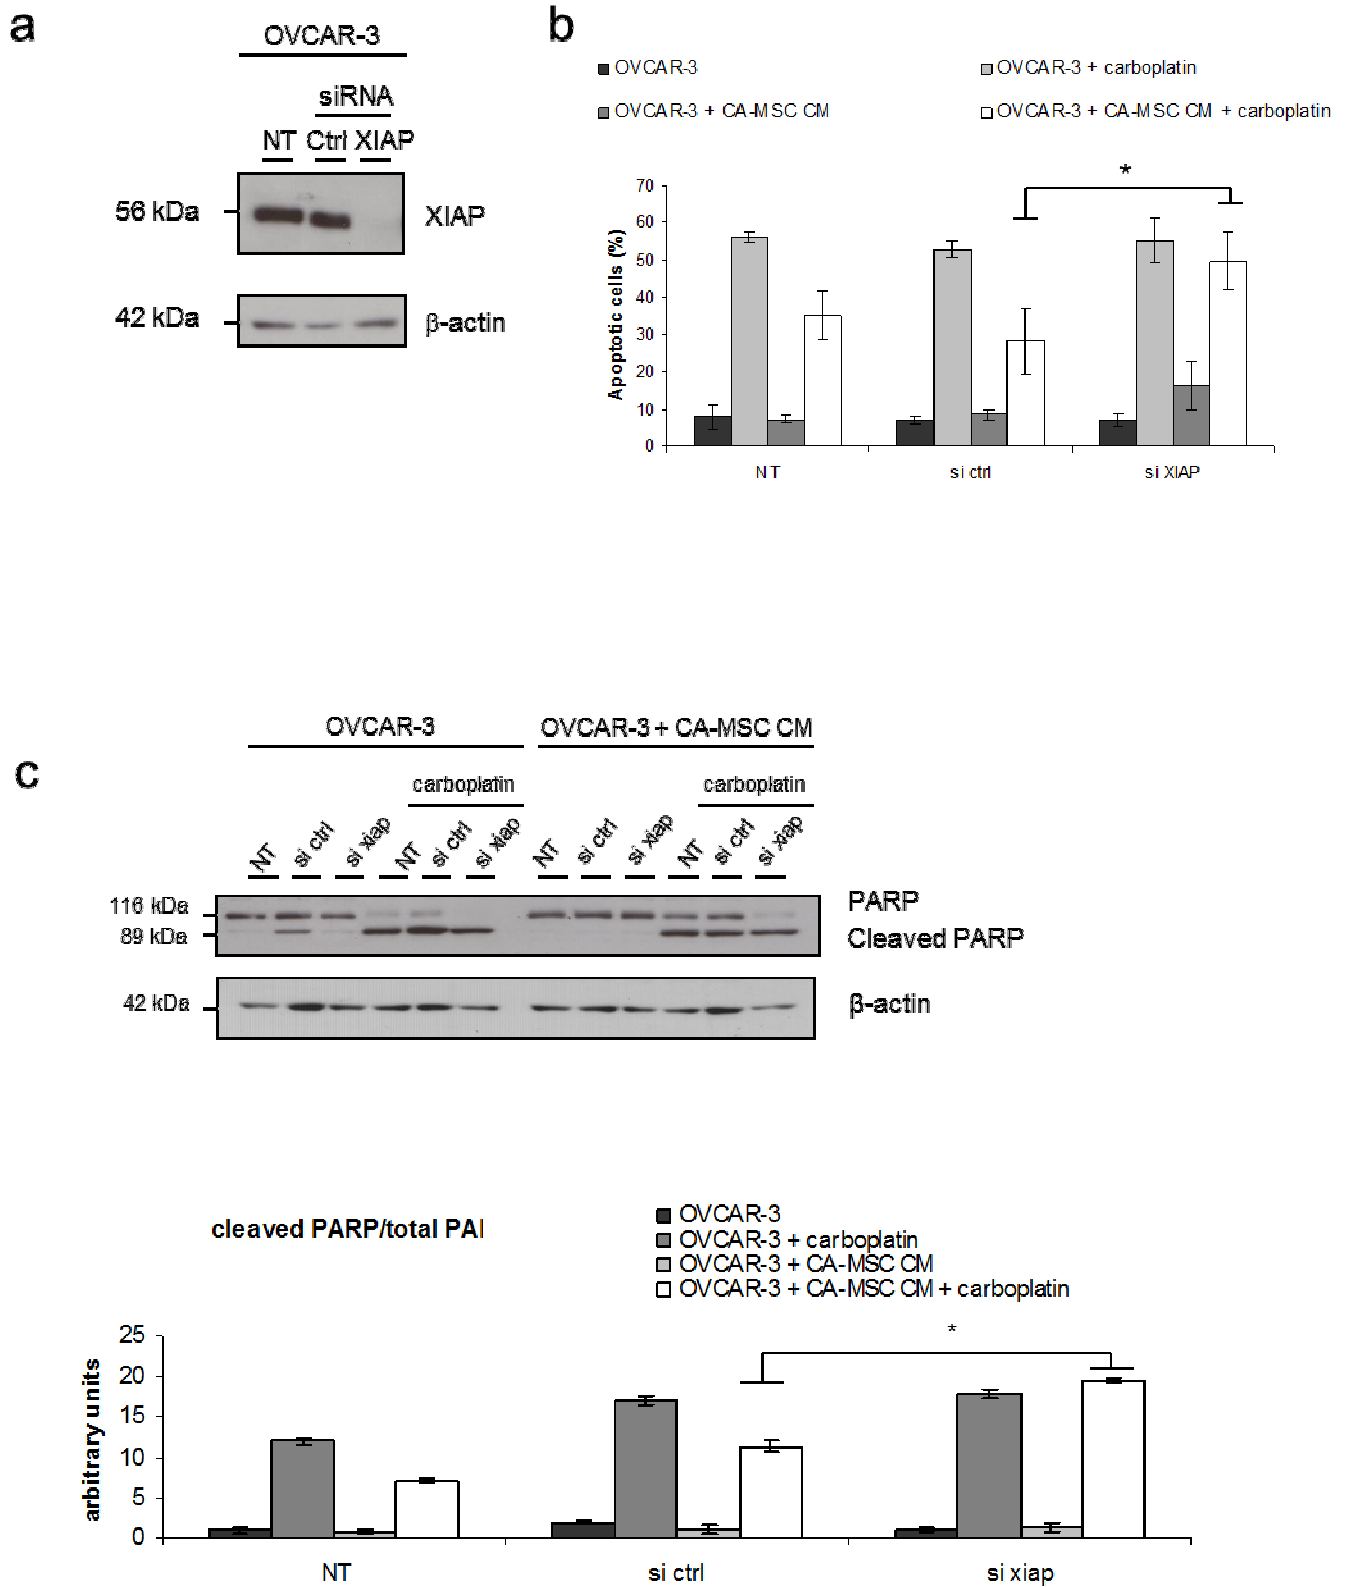 a
OVCAR-3
siRNA
NT Ctrl XIAP
56 kDa
XIAP
42 kDa
β-actin
b
OVCAR-3
OVCAR-3 + carboplatin
OVCAR-3 + CA-MSC CM
OVCAR-3 + CA-MSC CM + carboplatin
*
Apoptotic cells (%)
70
60
50
40
30
20
10
0
NT
si ctrl
si XIAP
c
OVCAR-3
OVCAR-3 + CA-MSC CM
carboplatin
carboplatin
NT si ctrl si xiap NT si ctrl si xiap NT si ctrl si xiap NT si ctrl si xiap
116 kDa
PARP
89 kDa
Cleaved PARP
42 kDa
β-actin
cleaved PARP/total PAI
OVCAR-3
OVCAR-3 + carboplatin
OVCAR-3 + CA-MSC CM
OVCAR-3 + CA-MSC CM + carboplatin
*
arbitrary units
25
20
15
10
5
0
NT
si ctrl
si xiap